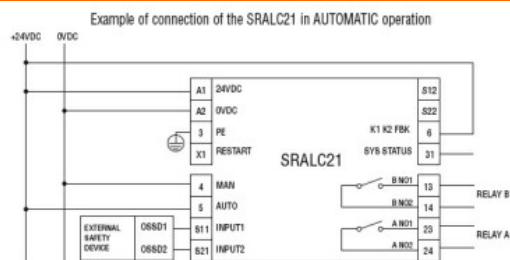 Example of connection of the SRALC21 in AUTOMATIC operation
+24VDC 0VDC
A1 24VDC S12
A2 0VDC S22
3 PE K1 K2 FBK 6
X1 RESTART SYS STATUS 31
SRALC21
4 MAN B NO1 13
RELAY B
5 AUTO B NO2 14
EXTERNAL SAFETY DEVICE OSSD1 S11 INPUT1 A NO1 23
RELAY A
OSSD2 S21 INPUT2 A NO2 24